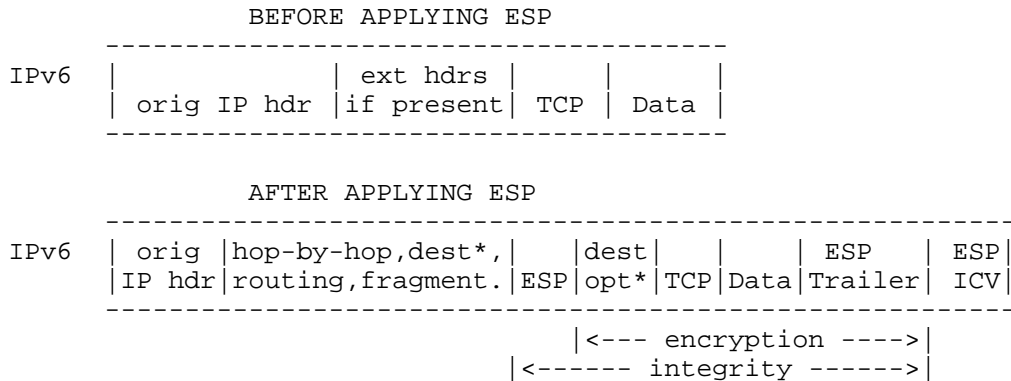 BEFORE APPLYING ESP
       ---------------------------------------
IPv6   |             | ext hdrs |     |      |
       | orig IP hdr |if present| TCP | Data |
       ---------------------------------------
            AFTER APPLYING ESP
       ---------------------------------------------------------
IPv6   | orig |hop-by-hop,dest*,|   |dest|   |    | ESP   | ESP|
       |IP hdr|routing,fragment.|ESP|opt*|TCP|Data|Trailer| ICV|
       ---------------------------------------------------------
                                    |<--- encryption ---->|
                                |<------ integrity ------>|